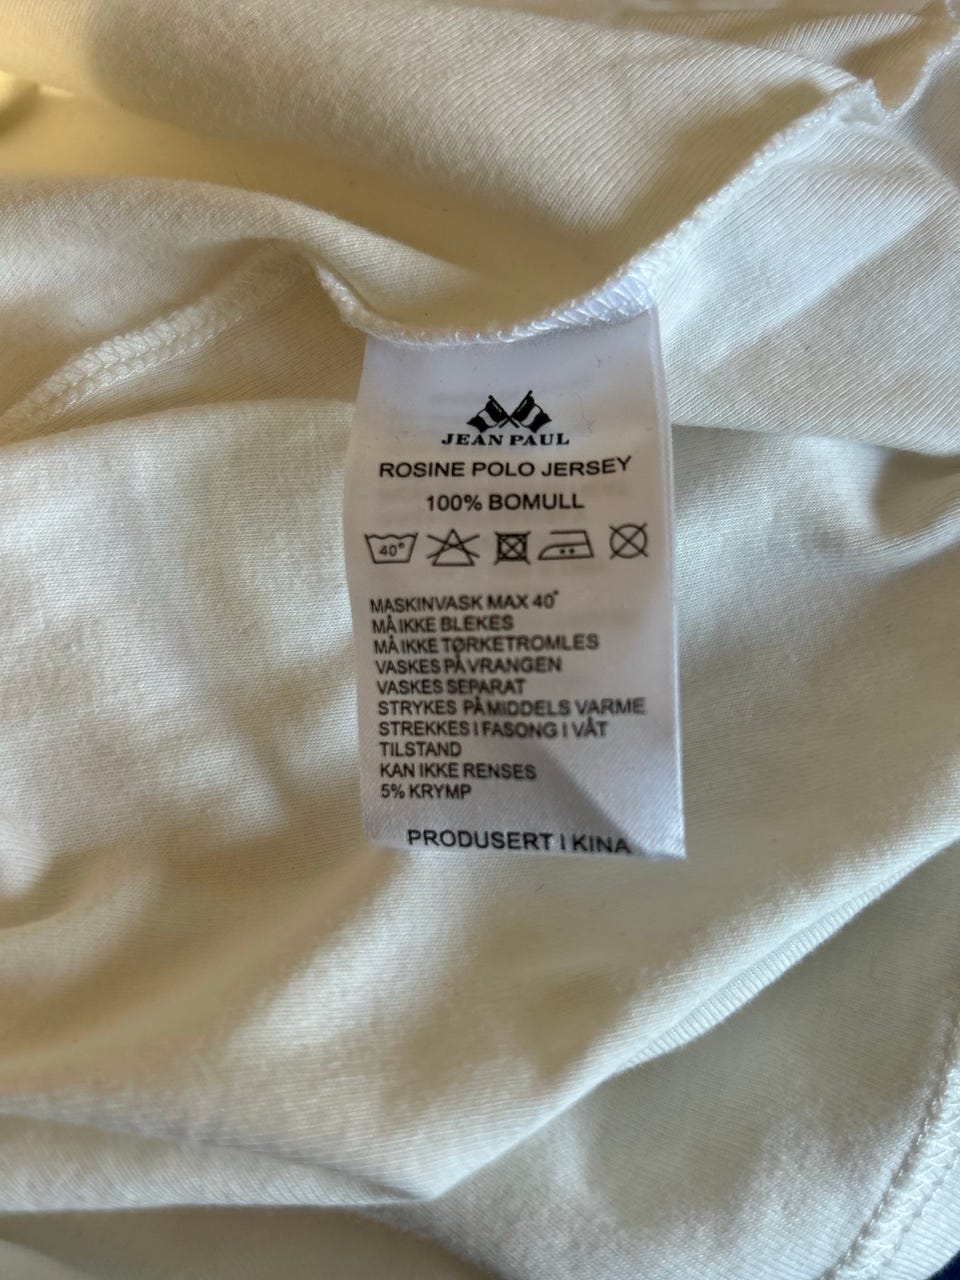 JEAN PAUL
ROSINE POLO JERSEY
100% BOMULL
40°
MASKINVASK MAX 40°
MÅ IKKE BLEKES
MÅ IKKE TØRKETROMLES
VASKES PÅ VRANGEN
VASKES SEPARAT
STRYKES PÅ MIDDELS VARME
STREKKES I FASONG I VÅT
TILSTAND
KAN IKKE RENSES
5% KRYMP
PRODUSERT I KINA